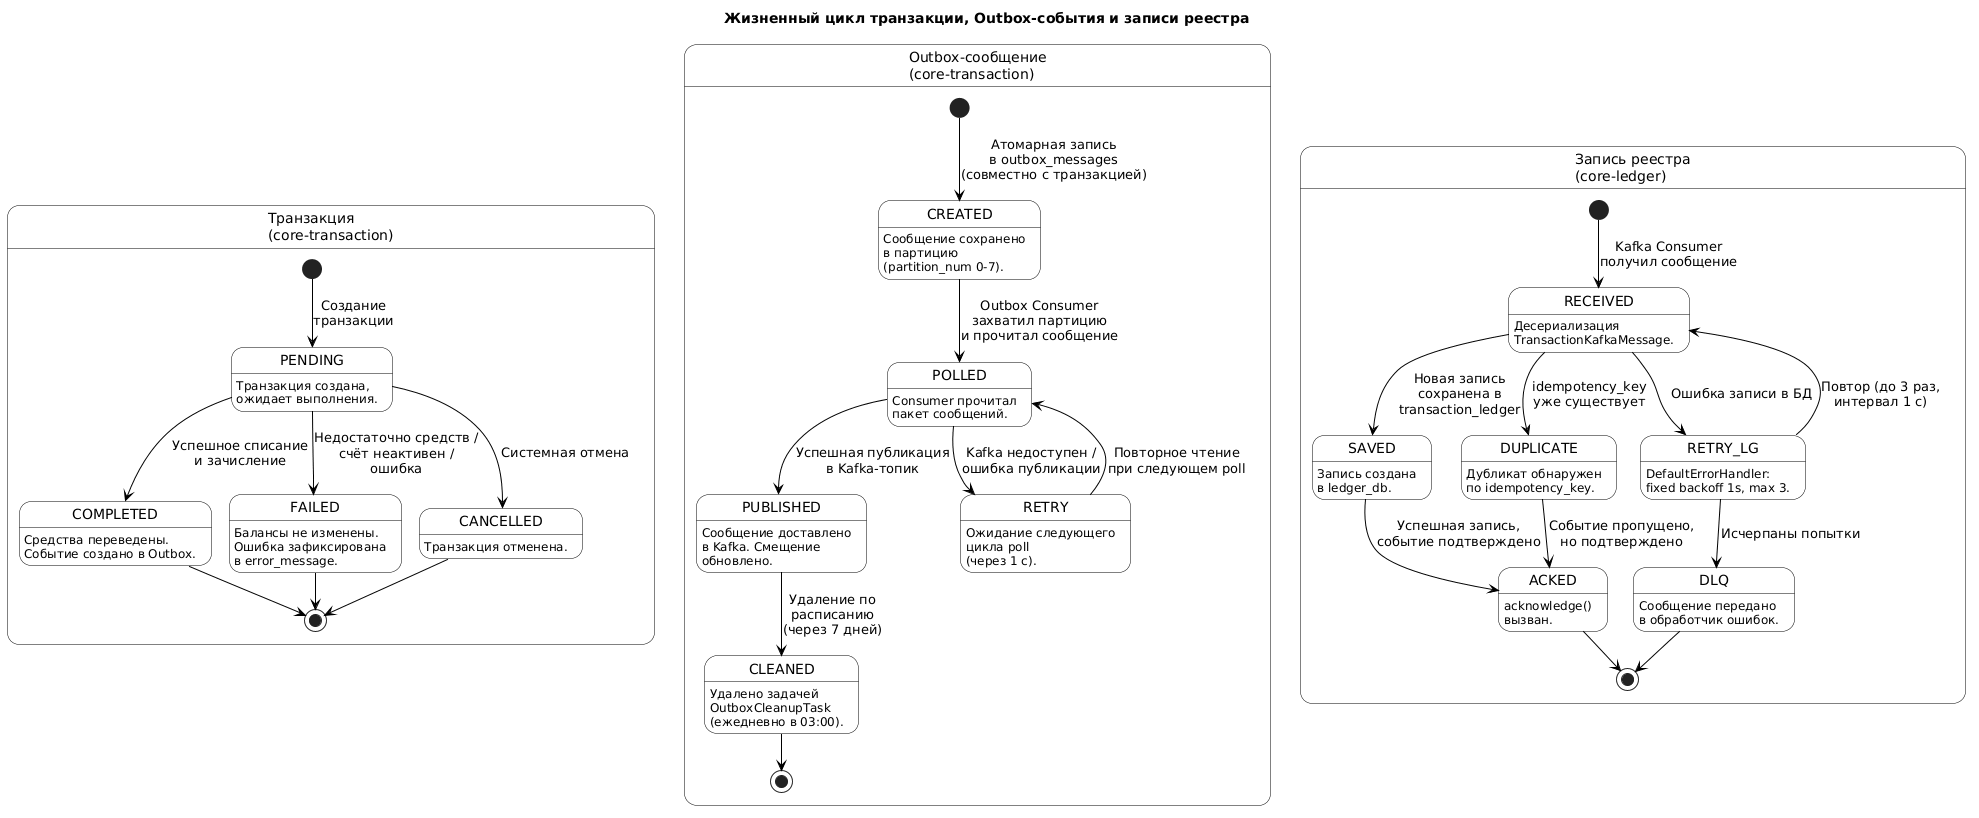 Жизненный цикл транзакции, Outbox-события и записи реестра
Транзакция
(core-transaction)
Создание
транзакции
PENDING
Транзакция создана,
ожидает выполнения.
Успешное списание
и зачисление
Недостаточно средств /
счёт неактивен /
ошибка
Системная отмена
COMPLETED
Средства переведены.
Событие создано в Outbox.
FAILED
Балансы не изменены.
Ошибка зафиксирована
в error_message.
CANCELLED
Транзакция отменена.
Outbox-сообщение
(core-transaction)
Атомарная запись
в outbox_messages
(совместно с транзакцией)
CREATED
Сообщение сохранено
в партицию
(partition_num 0-7).
Outbox Consumer
захватил партицию
и прочитал сообщение
POLLED
Consumer прочитал
пакет сообщений.
Успешная публикация
в Kafka-топик
Kafka недоступен /
ошибка публикации
Повторное чтение
при следующем poll
PUBLISHED
Сообщение доставлено
в Kafka. Смещение
обновлено.
RETRY
Ожидание следующего
цикла poll
(через 1 с).
Удаление по
расписанию
(через 7 дней)
CLEANED
Удалено задачей
OutboxCleanupTask
(ежедневно в 03:00).
Запись реестра
(core-ledger)
Kafka Consumer
получил сообщение
RECEIVED
Десериализация
TransactionKafkaMessage.
Новая запись
сохранена в
transaction_ledger
idempotency_key
уже существует
Ошибка записи в БД
Повтор (до 3 раз,
интервал 1 с)
SAVED
Запись создана
в ledger_db.
DUPLICATE
Дубликат обнаружен
по idempotency_key.
RETRY_LG
DefaultErrorHandler:
fixed backoff 1s, max 3.
Успешная запись,
событие подтверждено
Событие пропущено,
но подтверждено
Исчерпаны попытки
ACKED
acknowledge()
вызван.
DLQ
Сообщение передано
в обработчик ошибок.